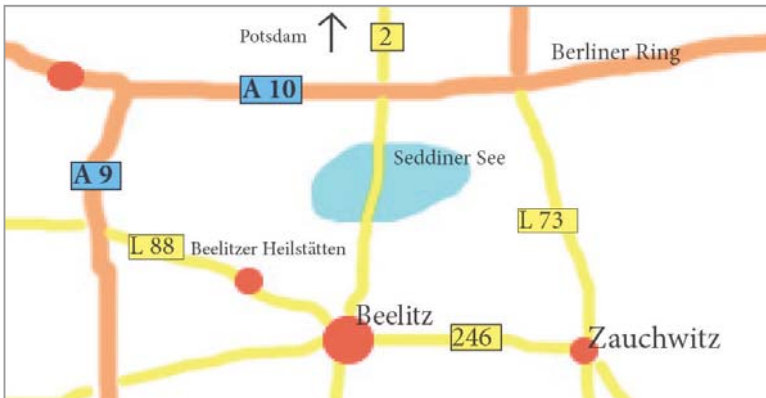 Potsdam
2
Berliner Ring
A 10
Seddiner See
A 9
L 73
L 88
Beelitzer Heilstätten
Beelitz
246
Zauchwitz